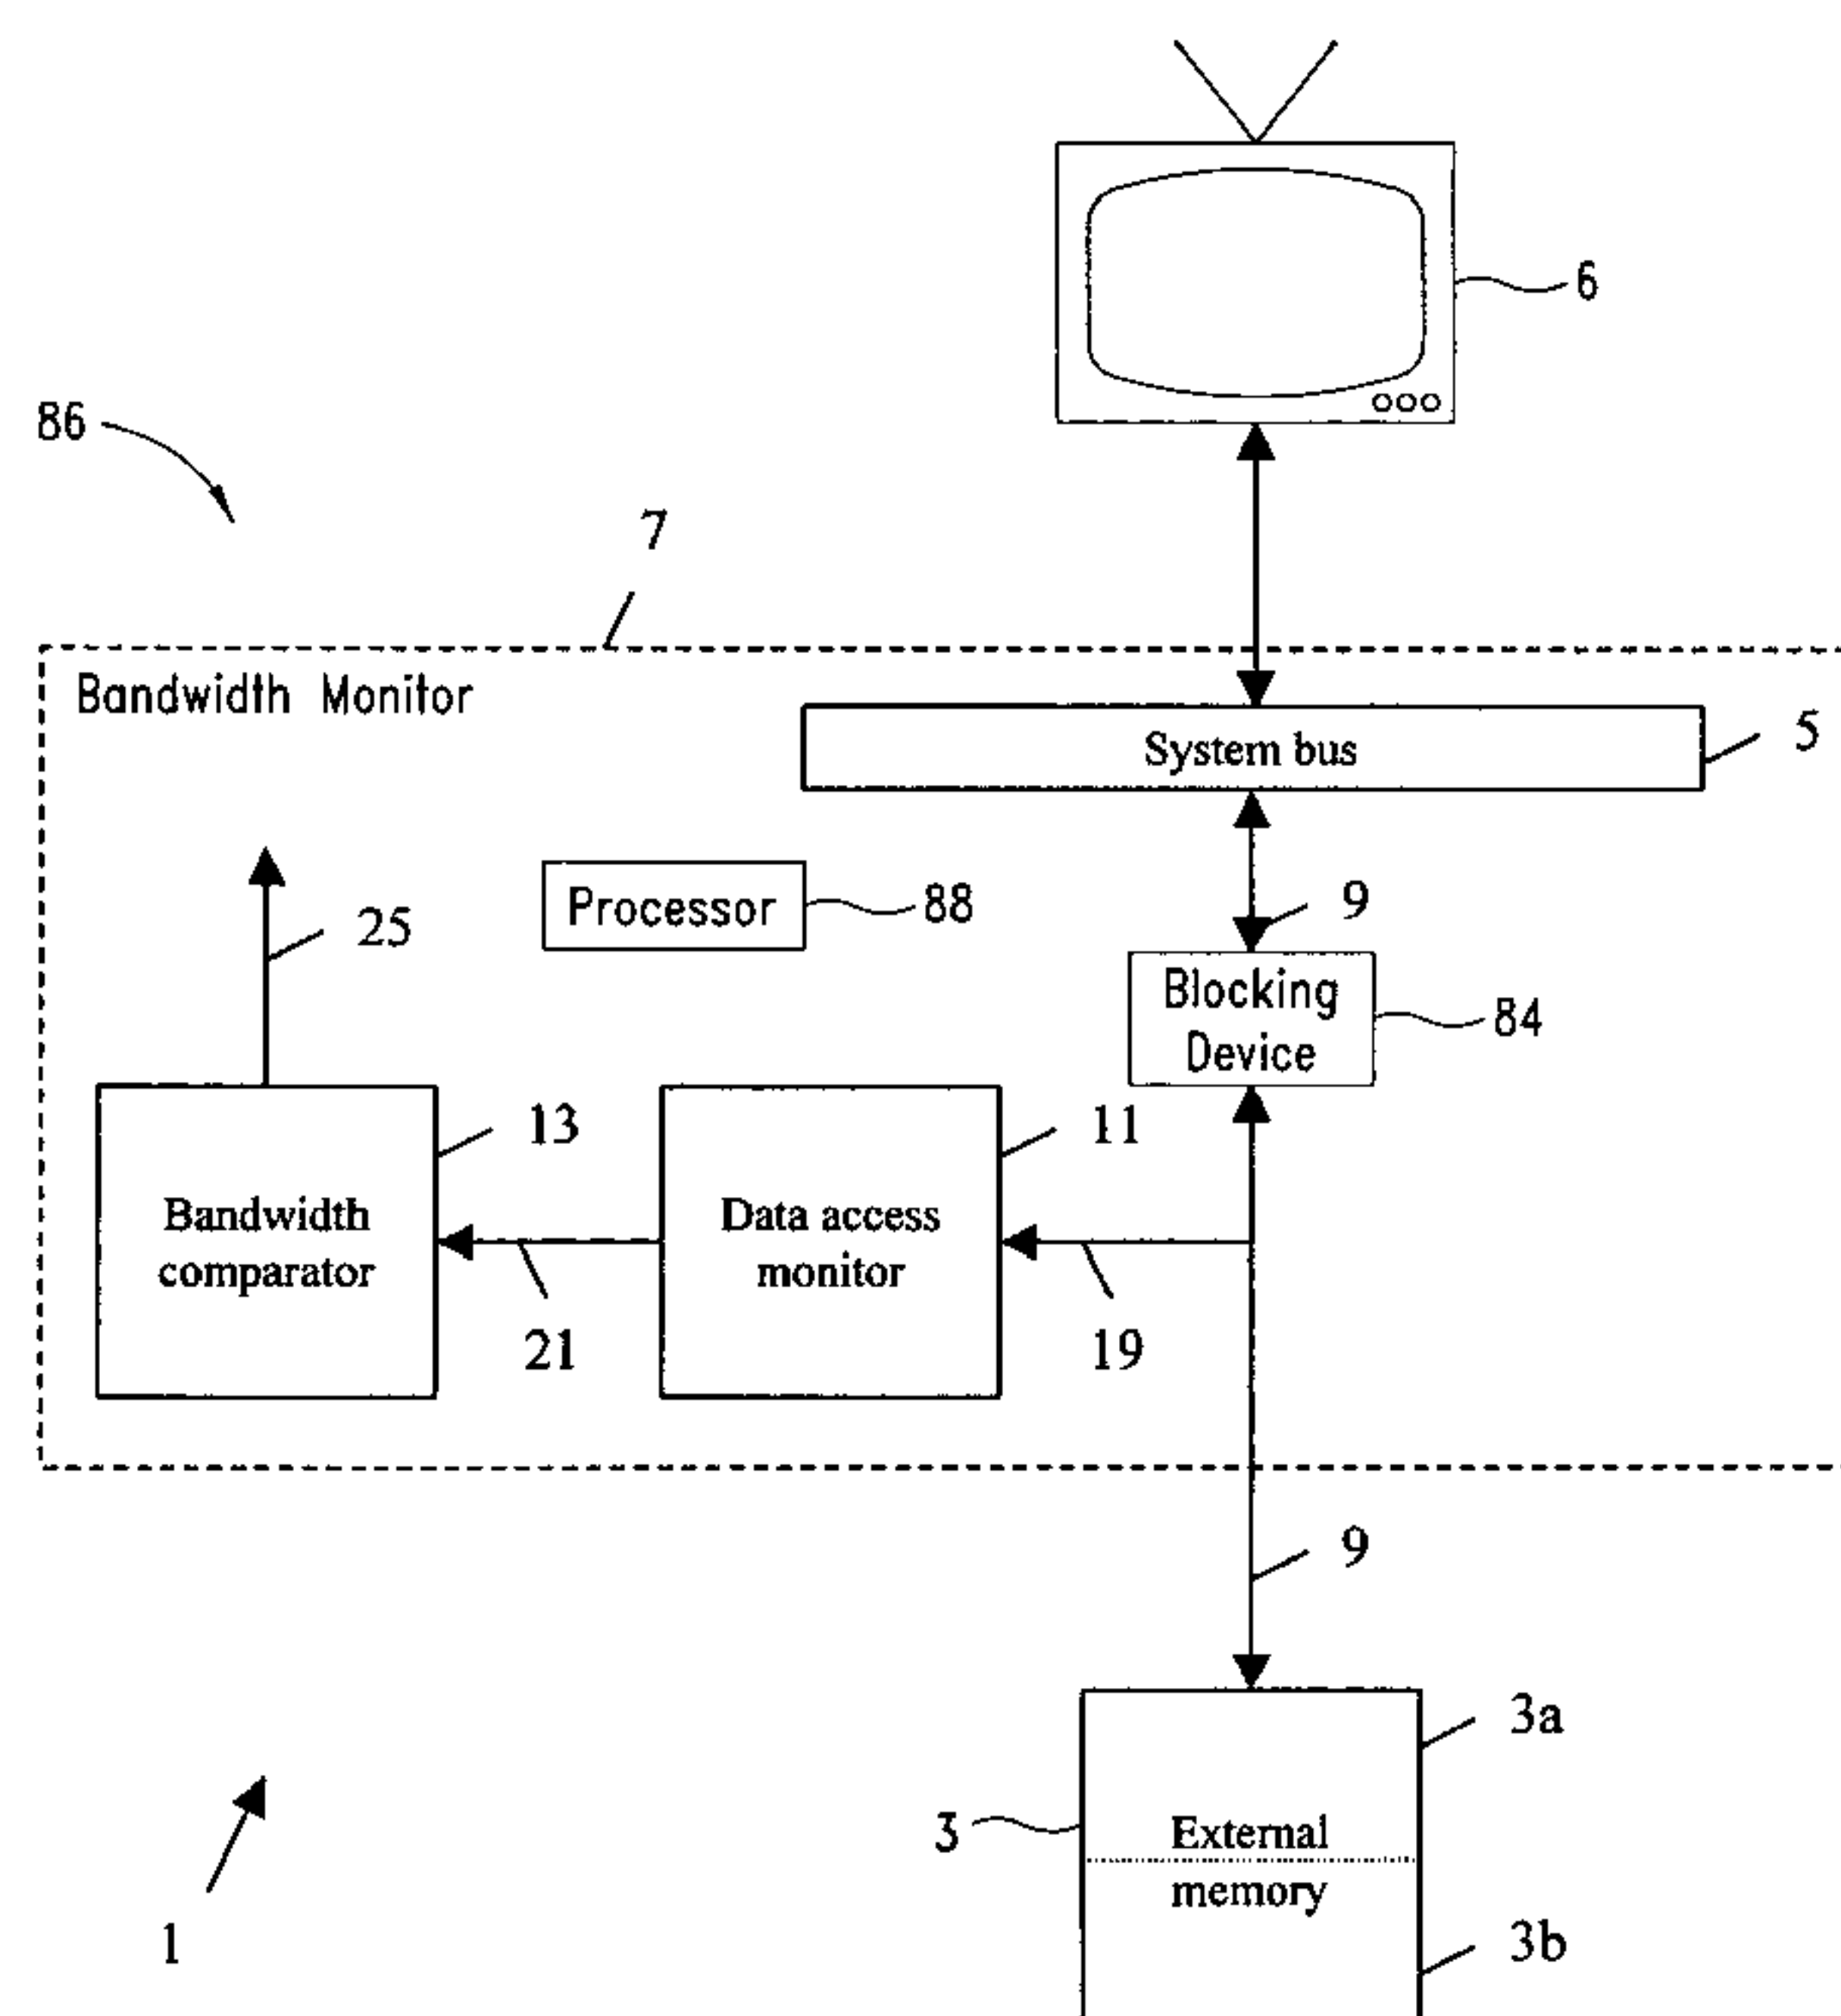 6
86
7
Bandwidth Monitor
System bus
5
Processor
88
9
25
Blocking
Device
84
13
11
Bandwidth
comparator
Data access
monitor
21
19
9
3a
3
External
memory
1
3b